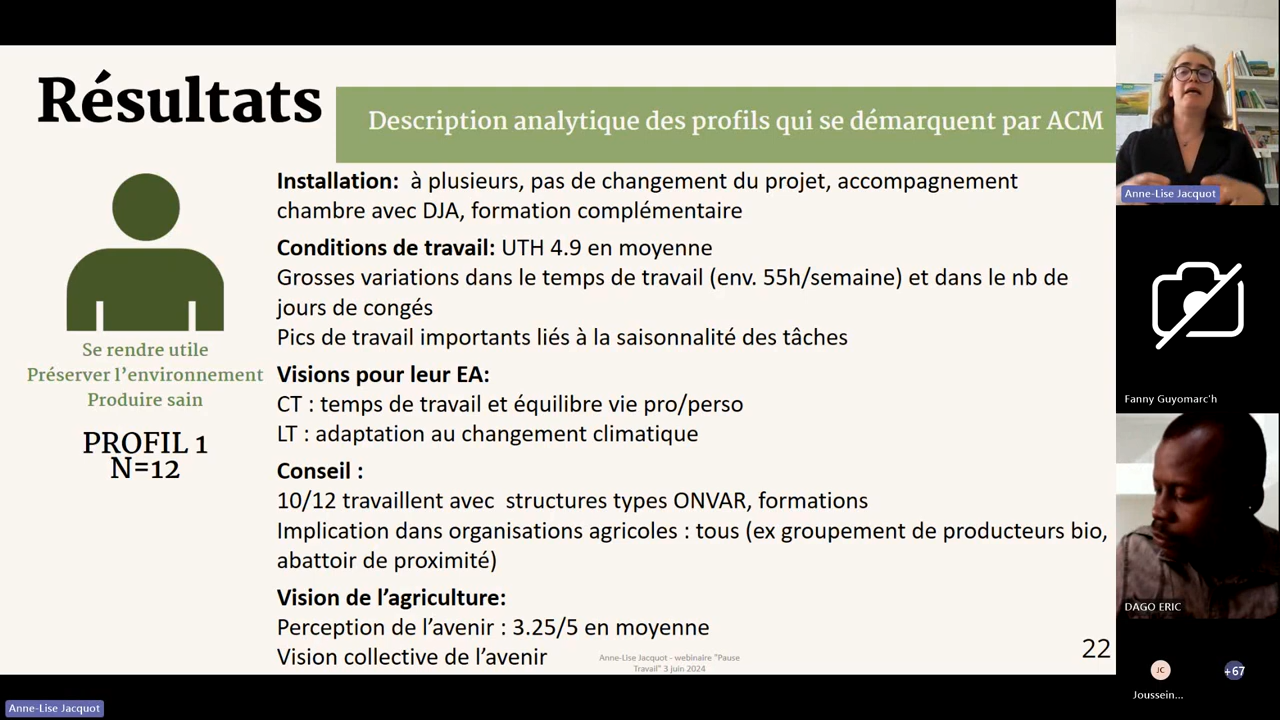 Résultats
Description analytique des profils qui se démarquent par ACM
Installation: à plusieurs, pas de changement du projet, accompagnement
chambre avec DJA, formation complémentaire
Conditions de travail: UTH 4.9 en moyenne
Grosses variations dans le temps de travail (env. 55h/semaine) et dans le nb de
jours de congés
Pics de travail importants liés à la saisonnalité des tâches
Se rendre utile
Préserver l'environnement
Produire sain
PROFIL 1
N=12
Visions pour leur EA:
CT : temps de travail et équilibre vie pro/perso
LT : adaptation au changement climatique
Conseil :
10/12 travaillent avec structures types ONVAR, formations
Implication dans organisations agricoles : tous (ex groupement de producteurs bio,
abattoir de proximité)
Vision de l'agriculture:
Perception de l'avenir : 3.25/5 en moyenne
Vision collective de l'avenir
Anne-Lise Jacquot - webinaire "Pause
Travail" 3 juin 2024
22
Anne-Lise Jacquot
Fanny Guyomarc'h
DAGO ERIC
JC
+67
Joussein...
Anne-Lise Jacquot